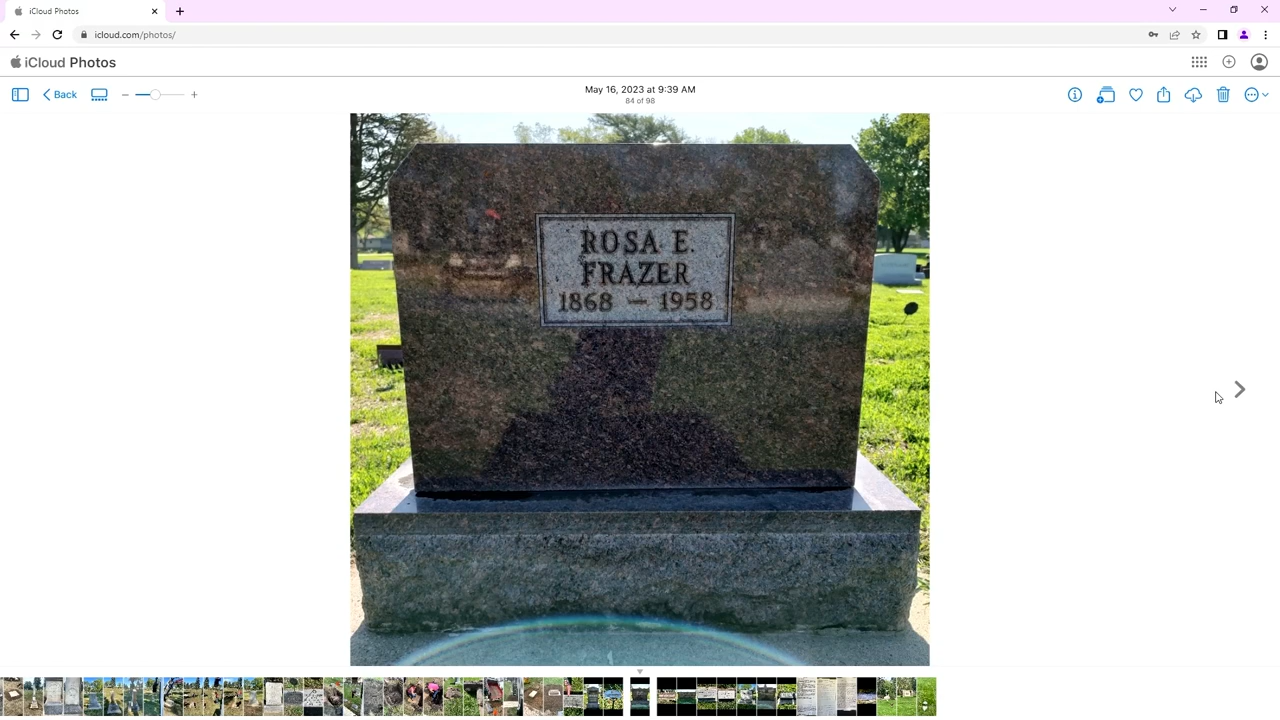 iCloud Photos
icloud.com/photos/
iCloud Photos
Back
May 16, 2023 at 9:39 AM
84 of 98
ROSA E.
FRAZER
1868 — 1958